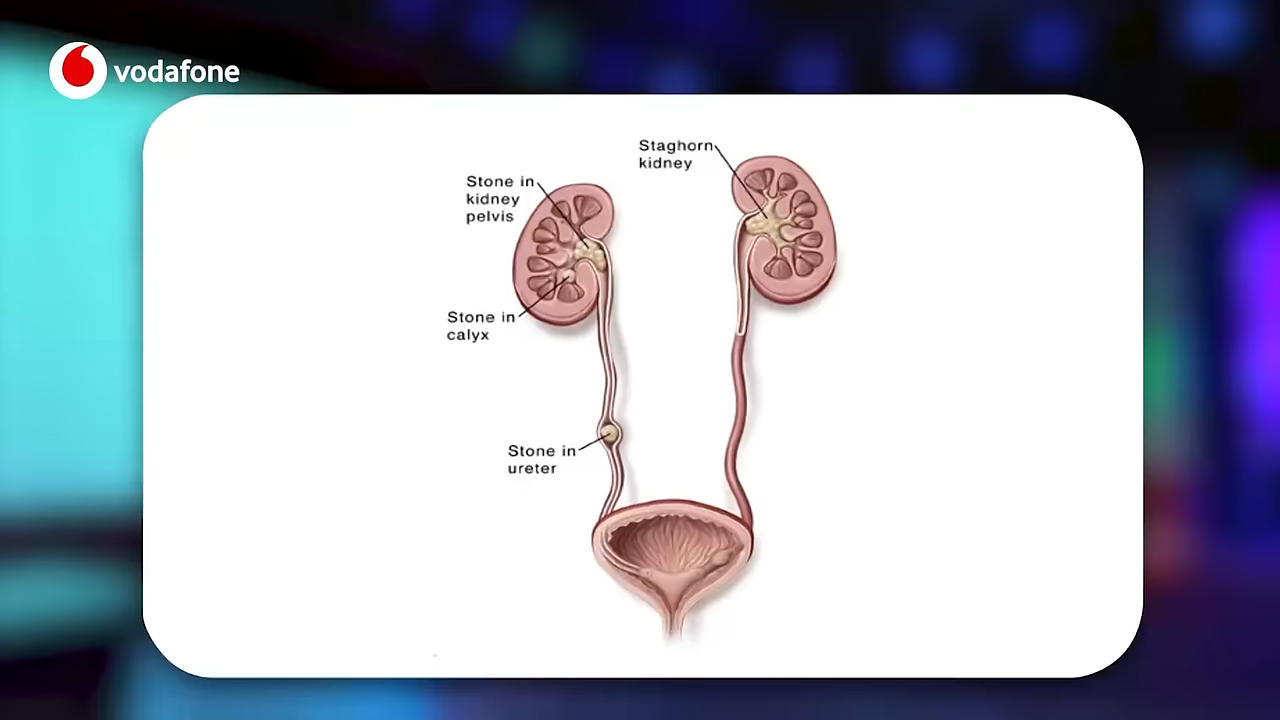 vodafone
Staghorn
kidney
Stone in
kidney
pelvis
Stone in
calyx
Stone in
ureter